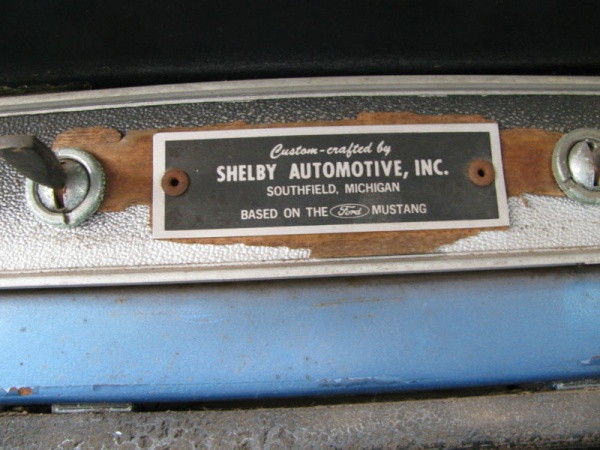 Custom-crafted by
SHELBY AUTOMOTIVE, INC.
SOUTHFIELD, MICHIGAN
BASED ON THE Ford MUSTANG